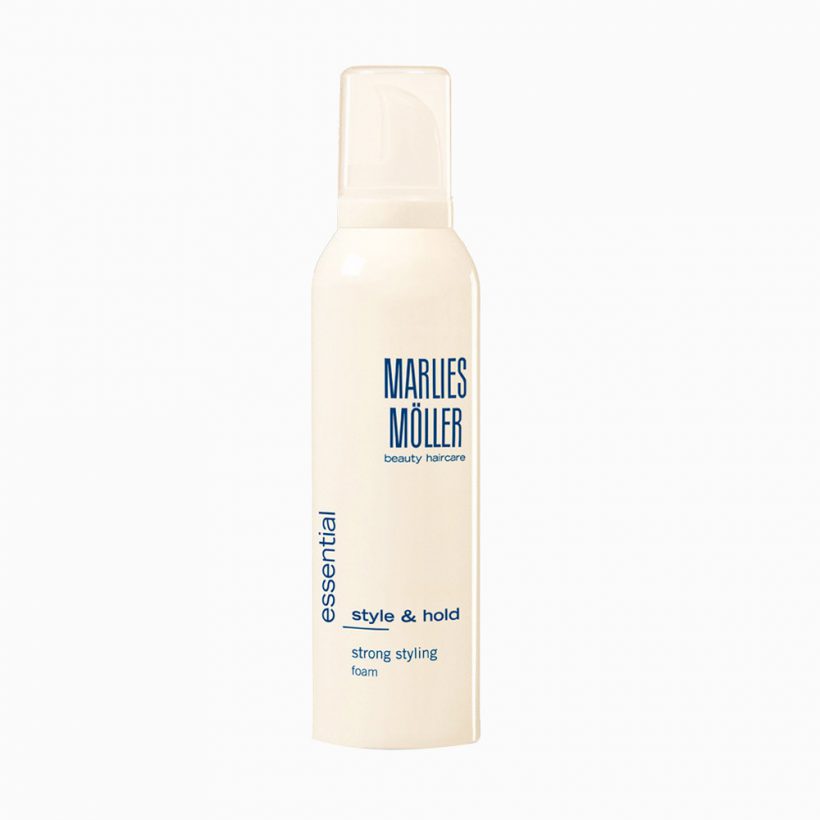 MARLIES
MÖLLER
beauty haircare
essential
style & hold
strong styling
foam